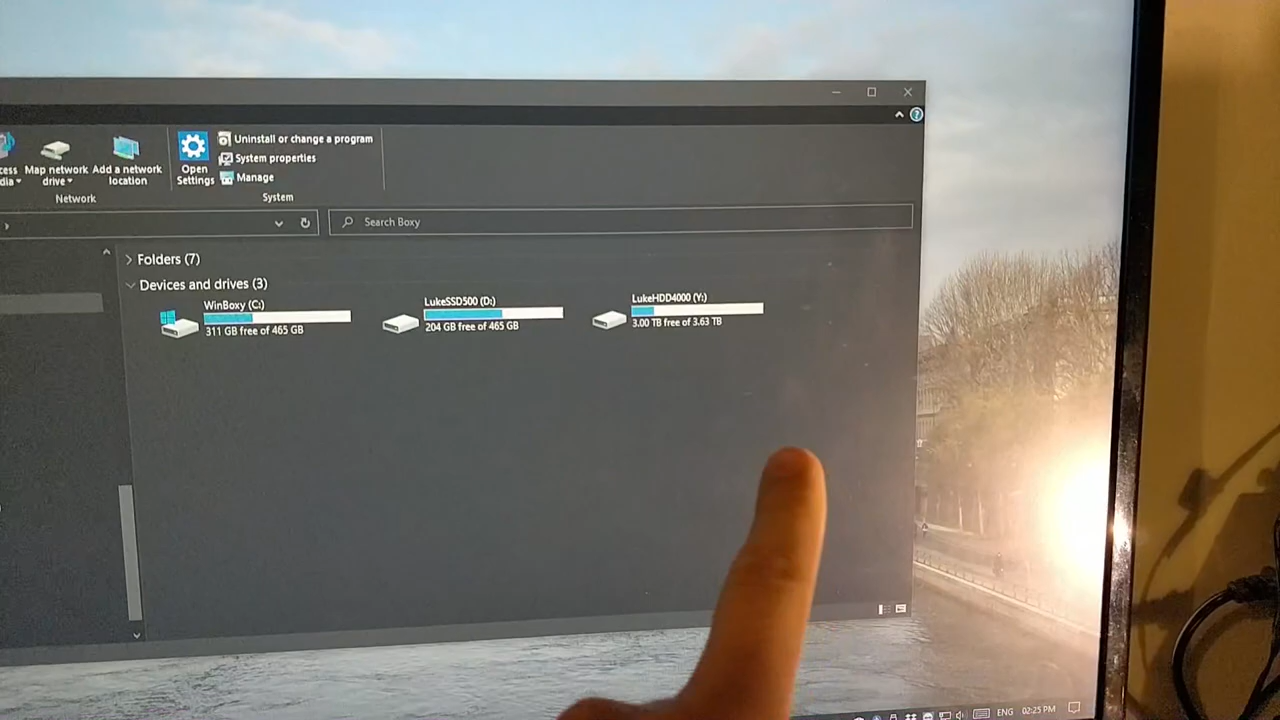 Uninstall or change a program
cess
dia
Map network
drive
Add a network
location
Open
Settings
System properties
Manage
Network
System
Search Boxy
Folders (7)
Devices and drives (3)
WinBoxy (C:)
311 GB free of 465 GB
LukeSSD500 (D:)
204 GB free of 465 GB
LukeHDD4000 (Y:)
3.00 TB free of 3.63 TB
ENG
02:25 PM